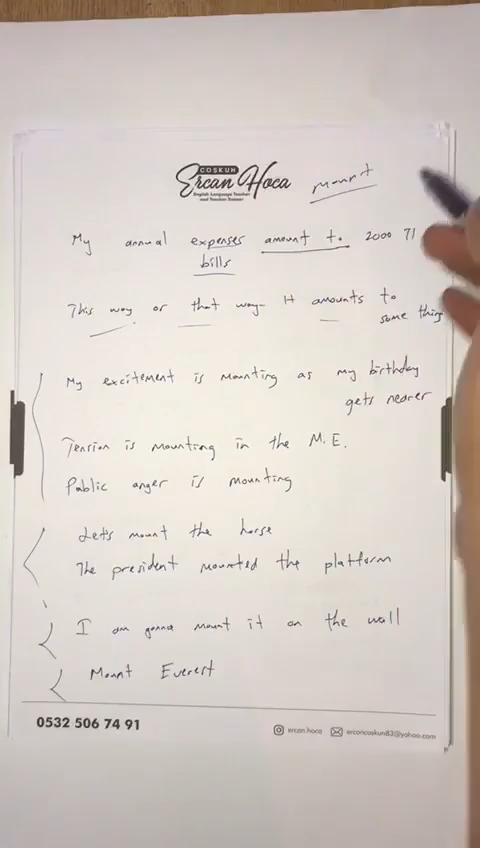 COSKUN
Ercan Hoca
English Language Teacher
and Teacher Trainer
mount
My annual expenses amount to 2000 Tl
bills
This way or that way It amounts to
some thing
My excitement is mounting as my birthday
gets nearer
Tension is mounting in the M.E.
Public anger is mounting
Let's mount the horse
The president mounted the platform
I am gonna mount it on the wall
Mount Everest
0532 506 74 91
ercan.hoca
erconcoskun83@yahoo.com